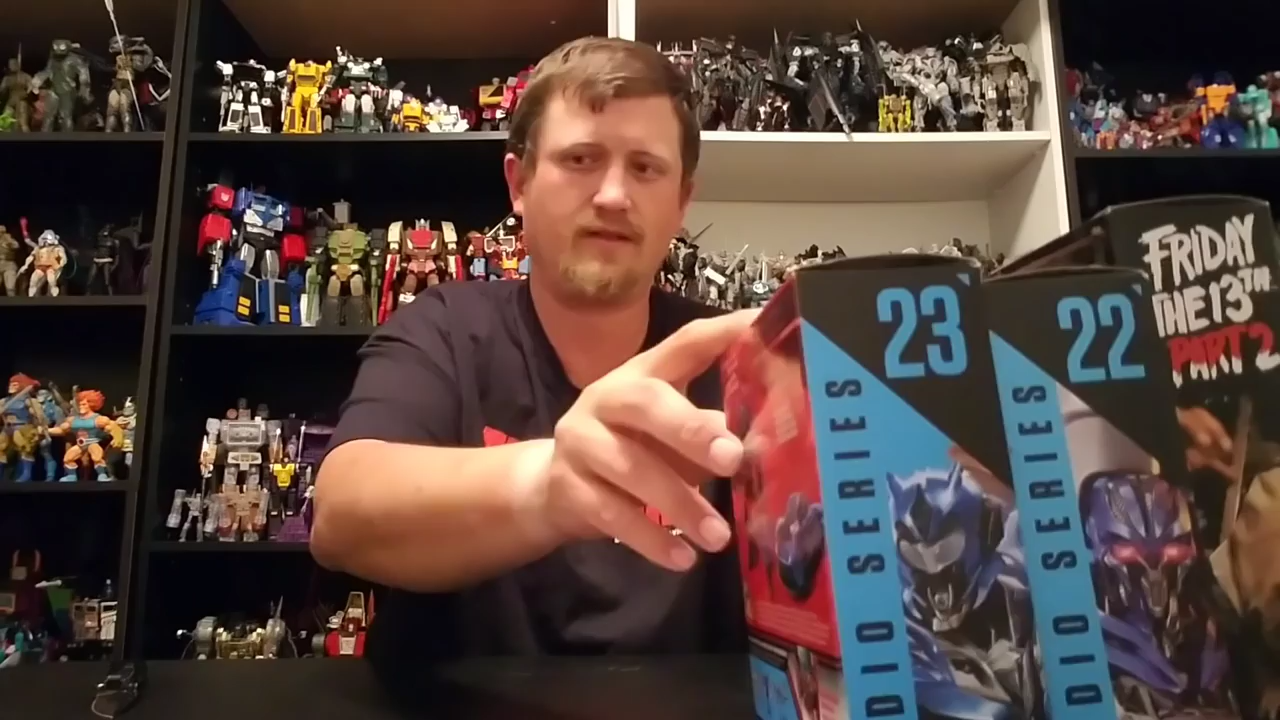 23
DIO SERIES
22
DIO SERIES
FRIDAY
THE 13TH
PART 2